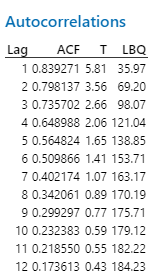 Autocorrelations
Lag ACF T LBQ
1 0.839271 5.81 35.97
2 0.798137 3.56 69.20
3 0.735702 2.66 98.07
4 0.648988 2.06 121.04
5 0.564824 1.65 138.85
6 0.509866 1.41 153.71
7 0.402174 1.07 163.17
8 0.342061 0.89 170.19
9 0.299297 0.77 175.71
10 0.232383 0.59 179.12
11 0.218550 0.55 182.22
12 0.173613 0.43 184.23